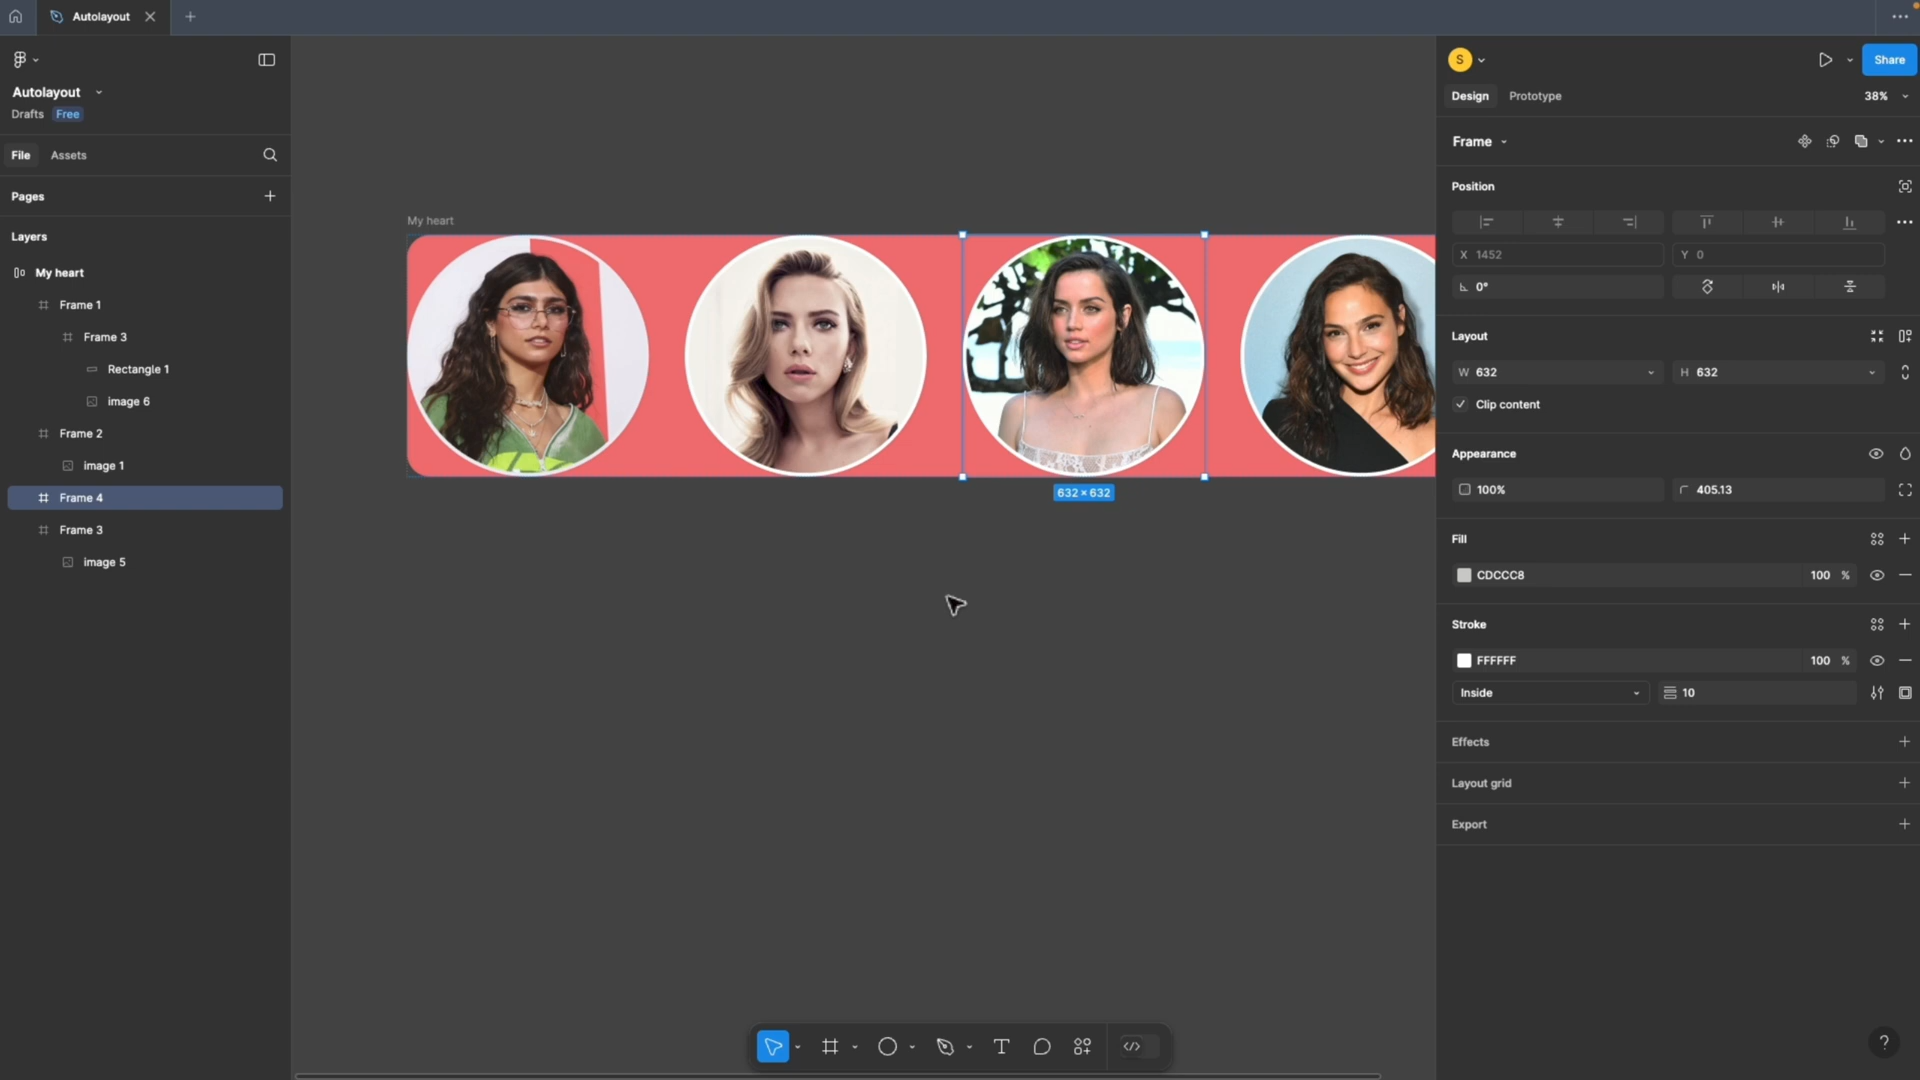 Autolayout
S
Share
Autolayout
Drafts Free
Design Prototype 38%
File Assets
Frame
Pages
Position
Layers
My heart
X 1452 Y 0
My heart
0°
Frame 1
Frame 3
Layout
Rectangle 1
W 632 H 632
image 6
Clip content
Frame 2
Appearance
image 1
Frame 4
632 × 632
100% 405.13
Frame 3
Fill
image 5
CDCCC8 100 %
Stroke
FFFFFF 100 %
Inside 10
Effects
Layout grid
Export
T
?